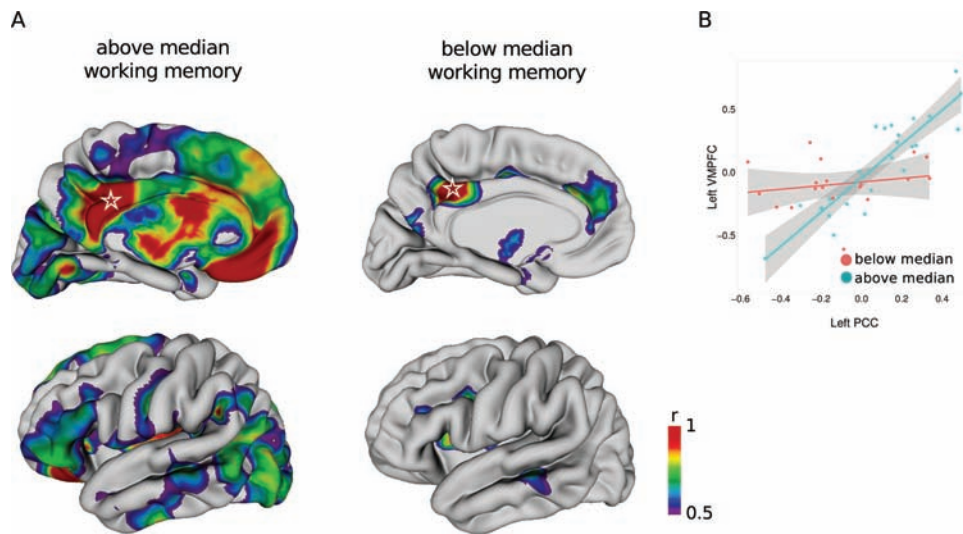 A
above median
working memory
below median
working memory
r
1
0.5
B
Left VMPFC
0.5
0.0
−0.5
below median
above median
−0.6
−0.4
−0.2
0.0
0.2
0.4
Left PCC